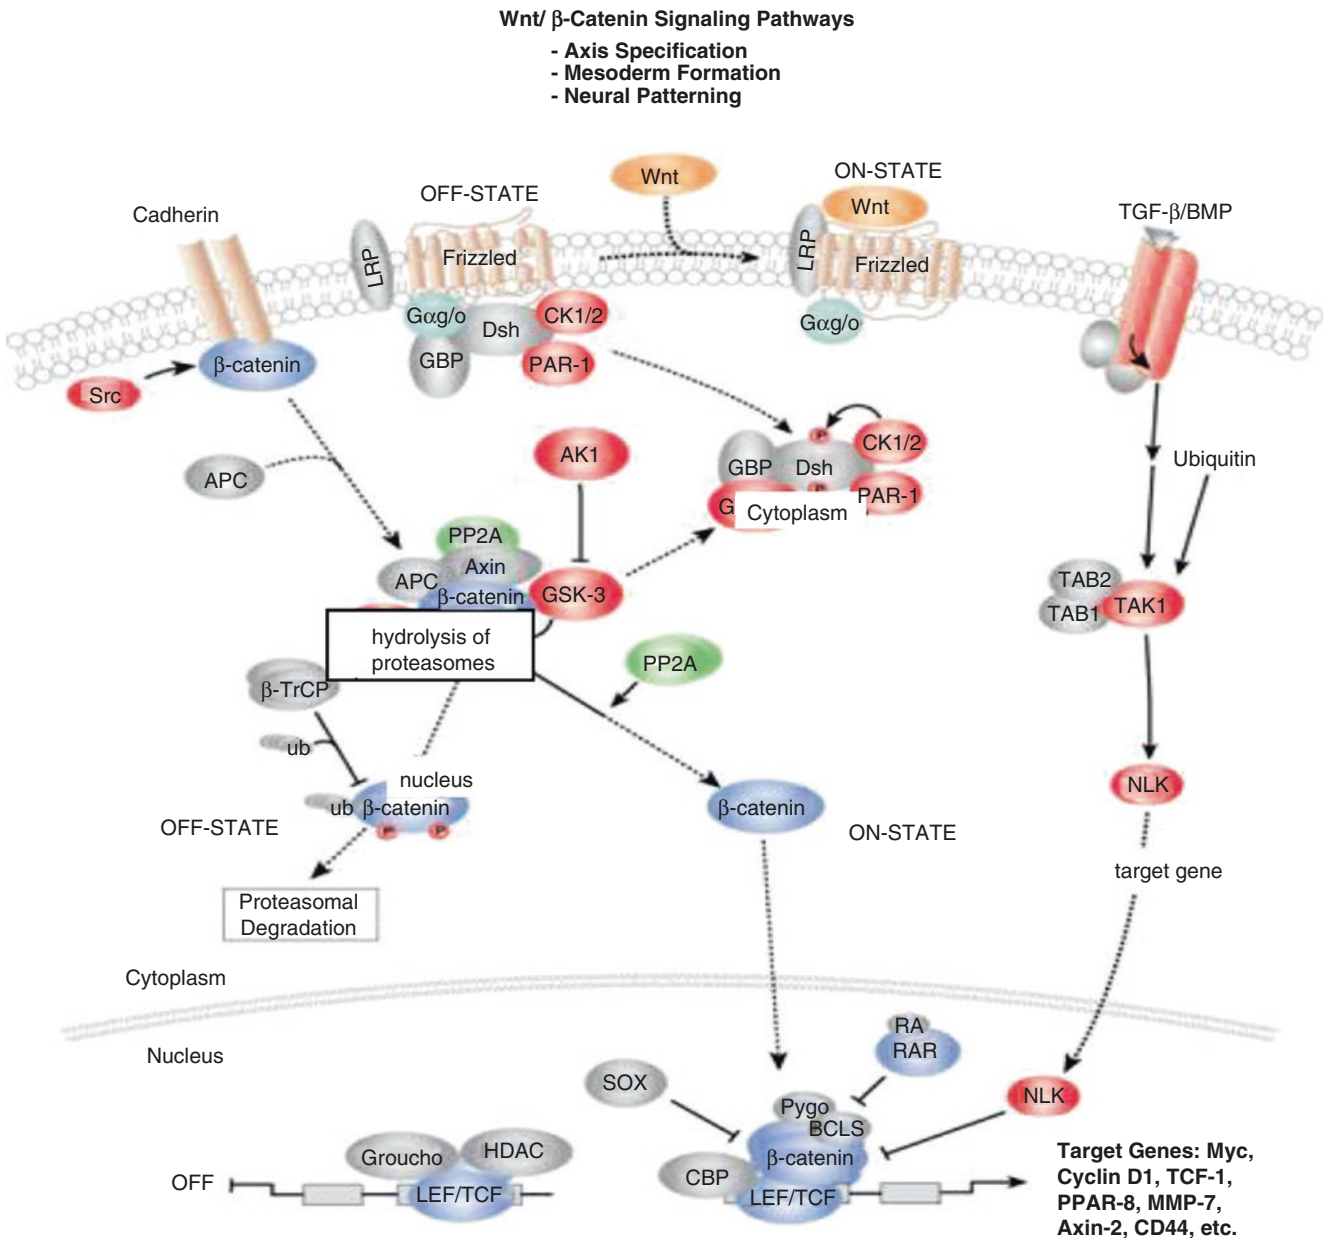 Wnt/ β-Catenin Signaling Pathways
- Axis Specification
- Mesoderm Formation
- Neural Patterning
Cadherin
OFF-STATE
Wnt
ON-STATE
Wnt
TGF-β/BMP
LRP
Frizzled
LRP
Frizzled
Gαg/o
Dsh
CK1/2
GBP
PAR-1
Gαg/o
β-catenin
Src
APC
AK1
P
CK1/2
GBP
Dsh
P
PAR-1
G
Cytoplasm
Ubiquitin
PP2A
Axin
APC
β-catenin
GSK-3
TAB2
TAB1
TAK1
hydrolysis of
proteasomes
PP2A
β-TrCP
ub
nucleus
ub
β-catenin
P
P
OFF-STATE
β-catenin
ON-STATE
NLK
target gene
Proteasomal
Degradation
Cytoplasm
Nucleus
RA
RAR
SOX
Pygo
BCLS
NLK
β-catenin
CBP
LEF/TCF
Groucho
HDAC
OFF
LEF/TCF
Target Genes: Myc,
Cyclin D1, TCF-1,
PPAR-8, MMP-7,
Axin-2, CD44, etc.